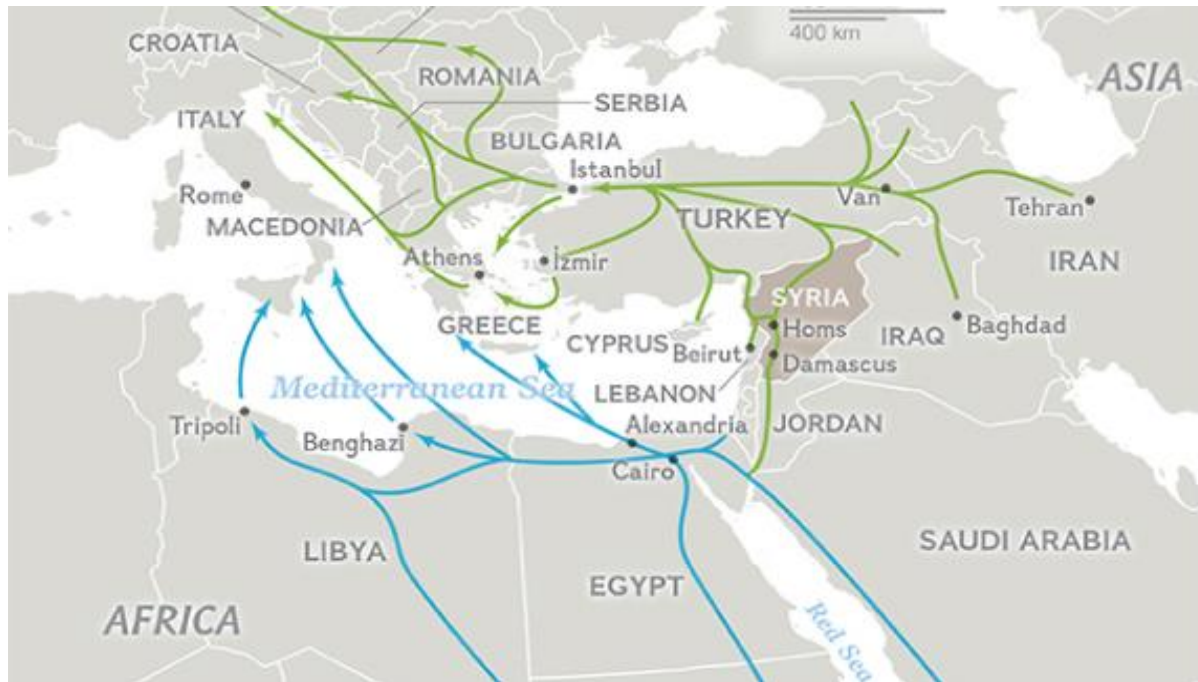 400 km
CROATIA
ASIA
ROMANIA
SERBIA
ITALY
BULGARIA
Istanbul
Rome
Van
Tehran
MACEDONIA
TURKEY
Athens
İzmir
IRAN
SYRIA
GREECE
CYPRUS
Beirut
Homs
IRAQ
Baghdad
Damascus
Mediterranean Sea
LEBANON
Tripoli
Benghazi
Alexandria
JORDAN
Cairo
LIBYA
SAUDI ARABIA
EGYPT
AFRICA
Red Sea